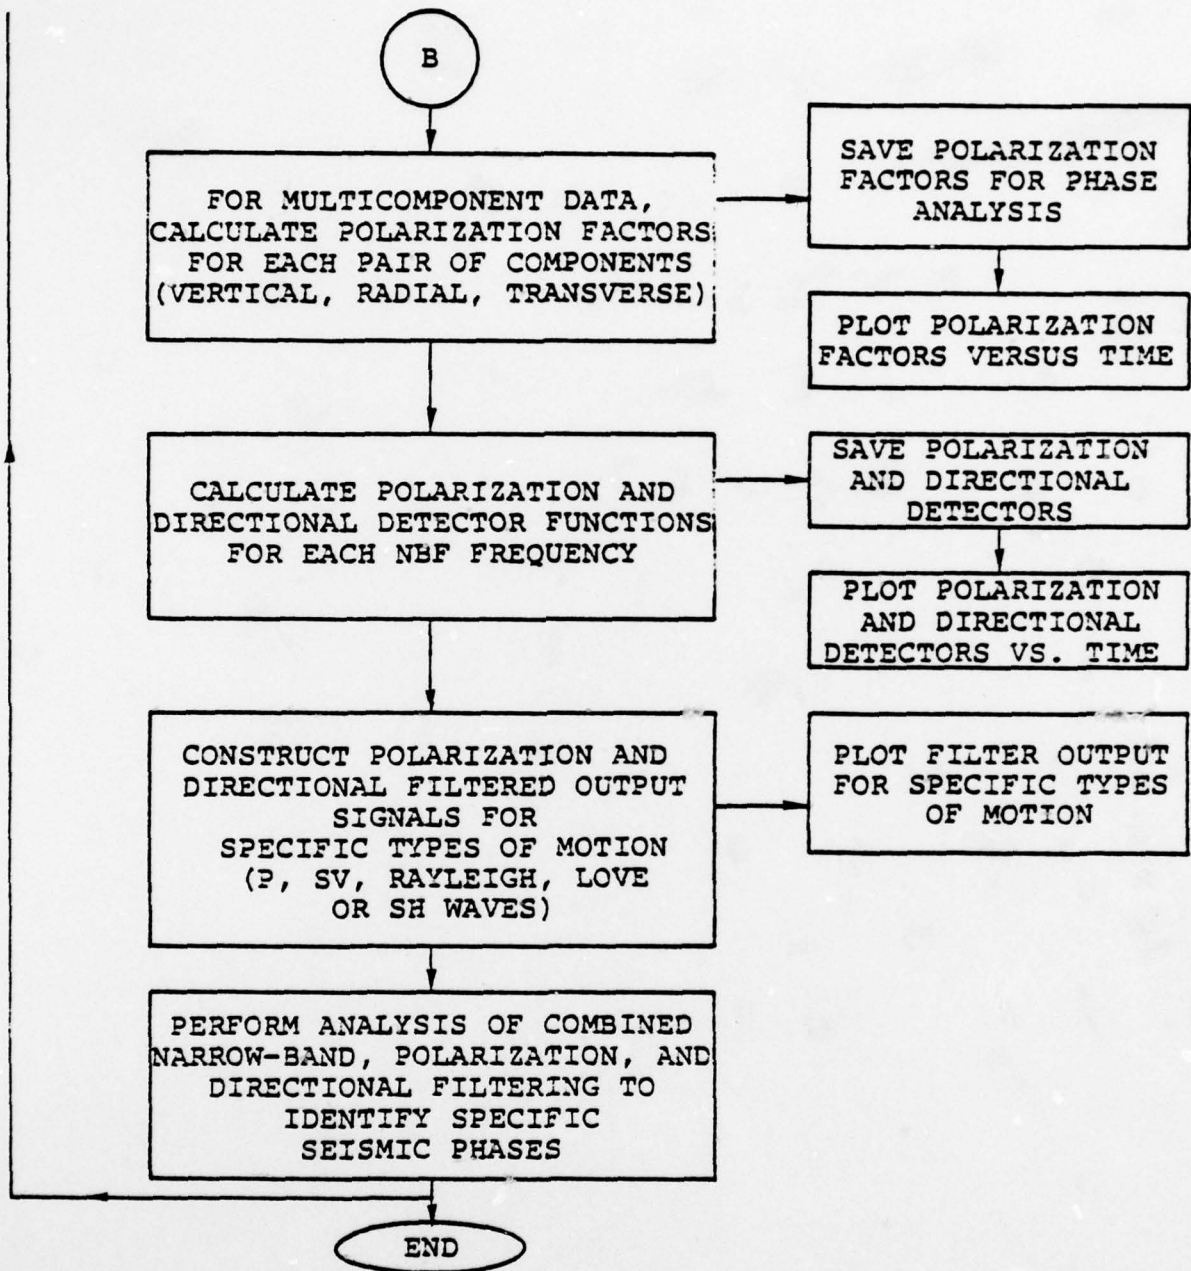 B
FOR MULTICOMPONENT DATA,
CALCULATE POLARIZATION FACTORS
FOR EACH PAIR OF COMPONENTS
(VERTICAL, RADIAL, TRANSVERSE)
SAVE POLARIZATION
FACTORS FOR PHASE
ANALYSIS
PLOT POLARIZATION
FACTORS VERSUS TIME
CALCULATE POLARIZATION AND
DIRECTIONAL DETECTOR FUNCTIONS
FOR EACH NBF FREQUENCY
SAVE POLARIZATION
AND DIRECTIONAL
DETECTORS
PLOT POLARIZATION
AND DIRECTIONAL
DETECTORS VS. TIME
CONSTRUCT POLARIZATION AND
DIRECTIONAL FILTERED OUTPUT
SIGNALS FOR
SPECIFIC TYPES OF MOTION
(P, SV, RAYLEIGH, LOVE
OR SH WAVES)
PLOT FILTER OUTPUT
FOR SPECIFIC TYPES
OF MOTION
PERFORM ANALYSIS OF COMBINED
NARROW-BAND, POLARIZATION, AND
DIRECTIONAL FILTERING TO
IDENTIFY SPECIFIC
SEISMIC PHASES
END